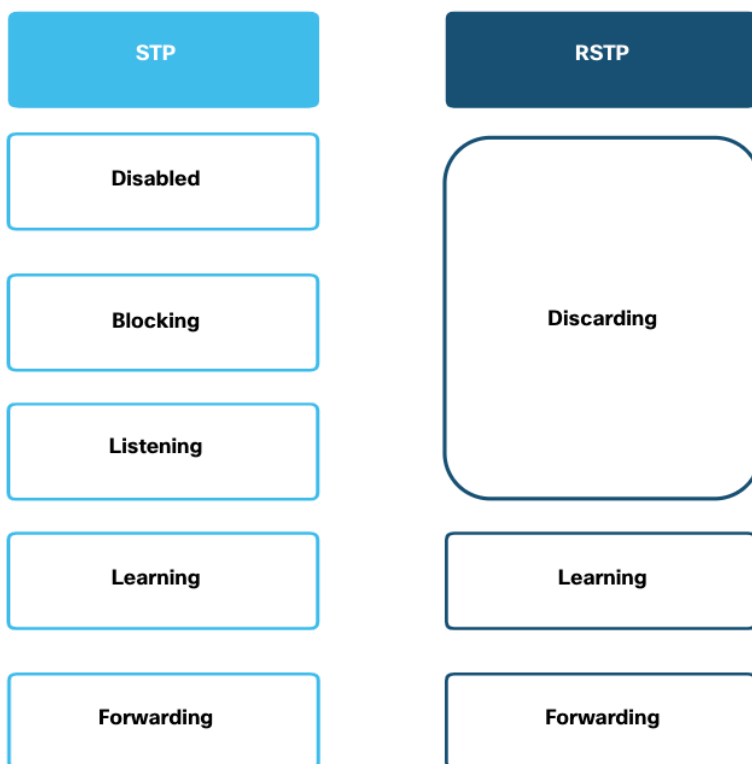 STP
RSTP
Disabled
Blocking
Discarding
Listening
Learning
Learning
Forwarding
Forwarding